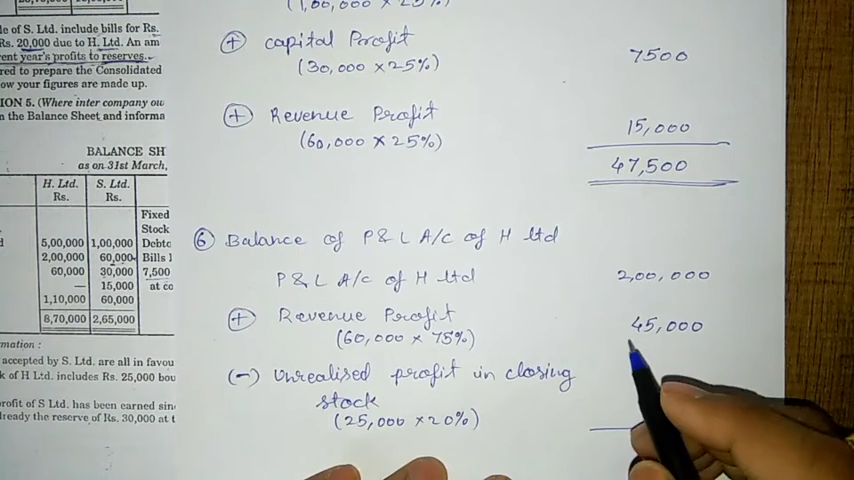 de of S. Ltd. include bills for Rs.
Rs. 20,000 due to H. Ltd. An am
ent year's profits to reserves.
red to prepare the Consolidated
ow your figures are made up.
ION 5. (Where inter company ow
n the Balance Sheet and informa
BALANCE SH
as on 31st March,
H. Ltd. S. Ltd.
Rs. Rs.
Fixed
Stock
5,00,000 1,00,000 Debto
2,00,000 60,000 Bills
60,000 30,000 7,500
— 15,000 at co
1,10,000 60,000
8,70,000 2,65,000
mation :
accepted by S. Ltd. are all in favou
k of H Ltd. includes Rs. 25,000 bou
profit of S Ltd. has been earned sin
lready the reserve of Rs. 30,000 at t
(1,00,000 x 25%)
(+) capital Profit
(30,000 x 25%) 7500
(+) Revenue Profit
(60,000 x 25%) 15,000
47,500
6 Balance of P & L A/c of H ltd
P & L A/c of H ltd 2,00,000
(+) Revenue Profit 45,000
(60,000 x 75%)
(-) Unrealised profit in closing
stock
(25,000 x 20%)